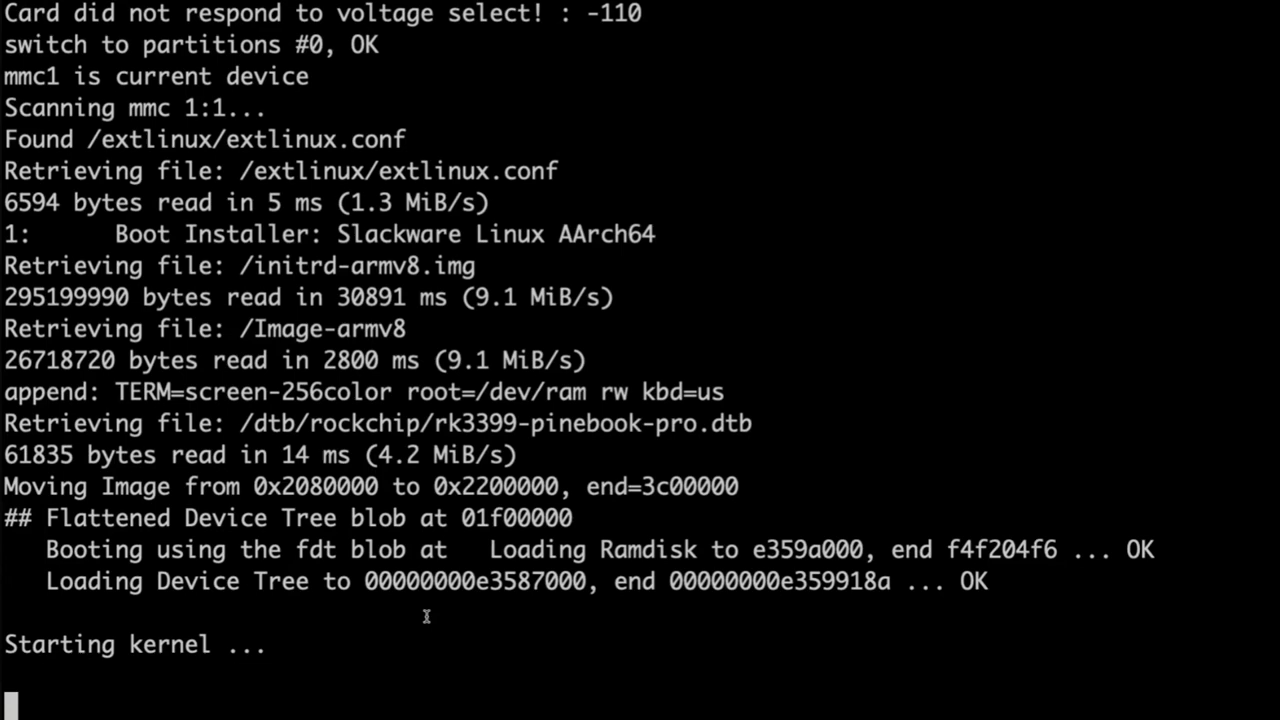 Card did not respond to voltage select! : -110
switch to partitions #0, OK
mmc1 is current device
Scanning mmc 1:1...
Found /extlinux/extlinux.conf
Retrieving file: /extlinux/extlinux.conf
6594 bytes read in 5 ms (1.3 MiB/s)
1:      Boot Installer: Slackware Linux AArch64
Retrieving file: /initrd-armv8.img
295199990 bytes read in 30891 ms (9.1 MiB/s)
Retrieving file: /Image-armv8
26718720 bytes read in 2800 ms (9.1 MiB/s)
append: TERM=screen-256color root=/dev/ram rw kbd=us
Retrieving file: /dtb/rockchip/rk3399-pinebook-pro.dtb
61835 bytes read in 14 ms (4.2 MiB/s)
Moving Image from 0x2080000 to 0x2200000, end=3c00000
## Flattened Device Tree blob at 01f00000
   Booting using the fdt blob at   Loading Ramdisk to e359a000, end f4f204f6 ... OK
   Loading Device Tree to 00000000e3587000, end 00000000e359918a ... OK
Starting kernel ...